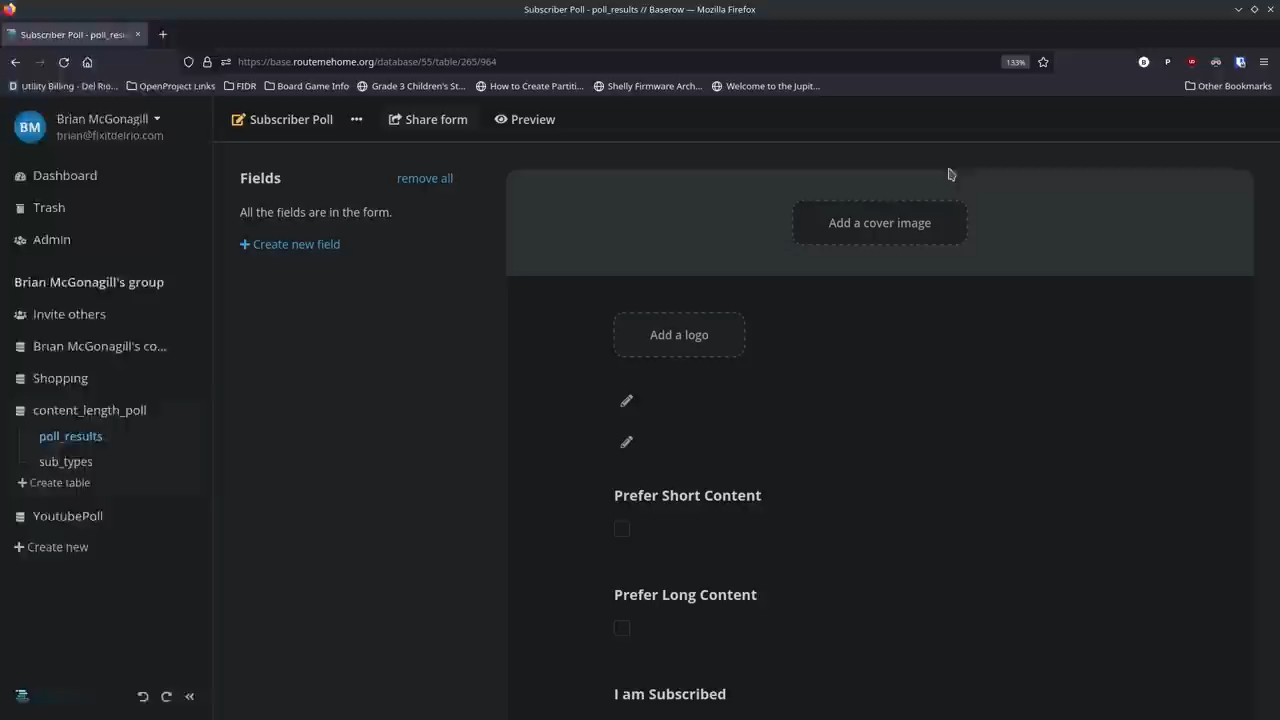 Subscriber Poll - poll_results // Baserow — Mozilla Firefox
Subscriber Poll - poll_resu
https://base.routemehome.org/database/55/table/265/964
133%
Utility Billing - Del Rio...
OpenProject Links
FIDR
Board Game Info
Grade 3 Children's St...
How to Create Partiti...
Shelly Firmware Arch...
Welcome to the Jupit...
Other Bookmarks
BM
Brian McGonagill
brian@fixitdelrio.com
Subscriber Poll
Share form
Preview
Dashboard
Trash
Admin
Brian McGonagill's group
Invite others
Brian McGonagill's co...
Shopping
content_length_poll
poll_results
sub_types
+ Create table
YoutubePoll
+ Create new
Fields
remove all
All the fields are in the form.
+ Create new field
Add a cover image
Add a logo
Prefer Short Content
Prefer Long Content
I am Subscribed